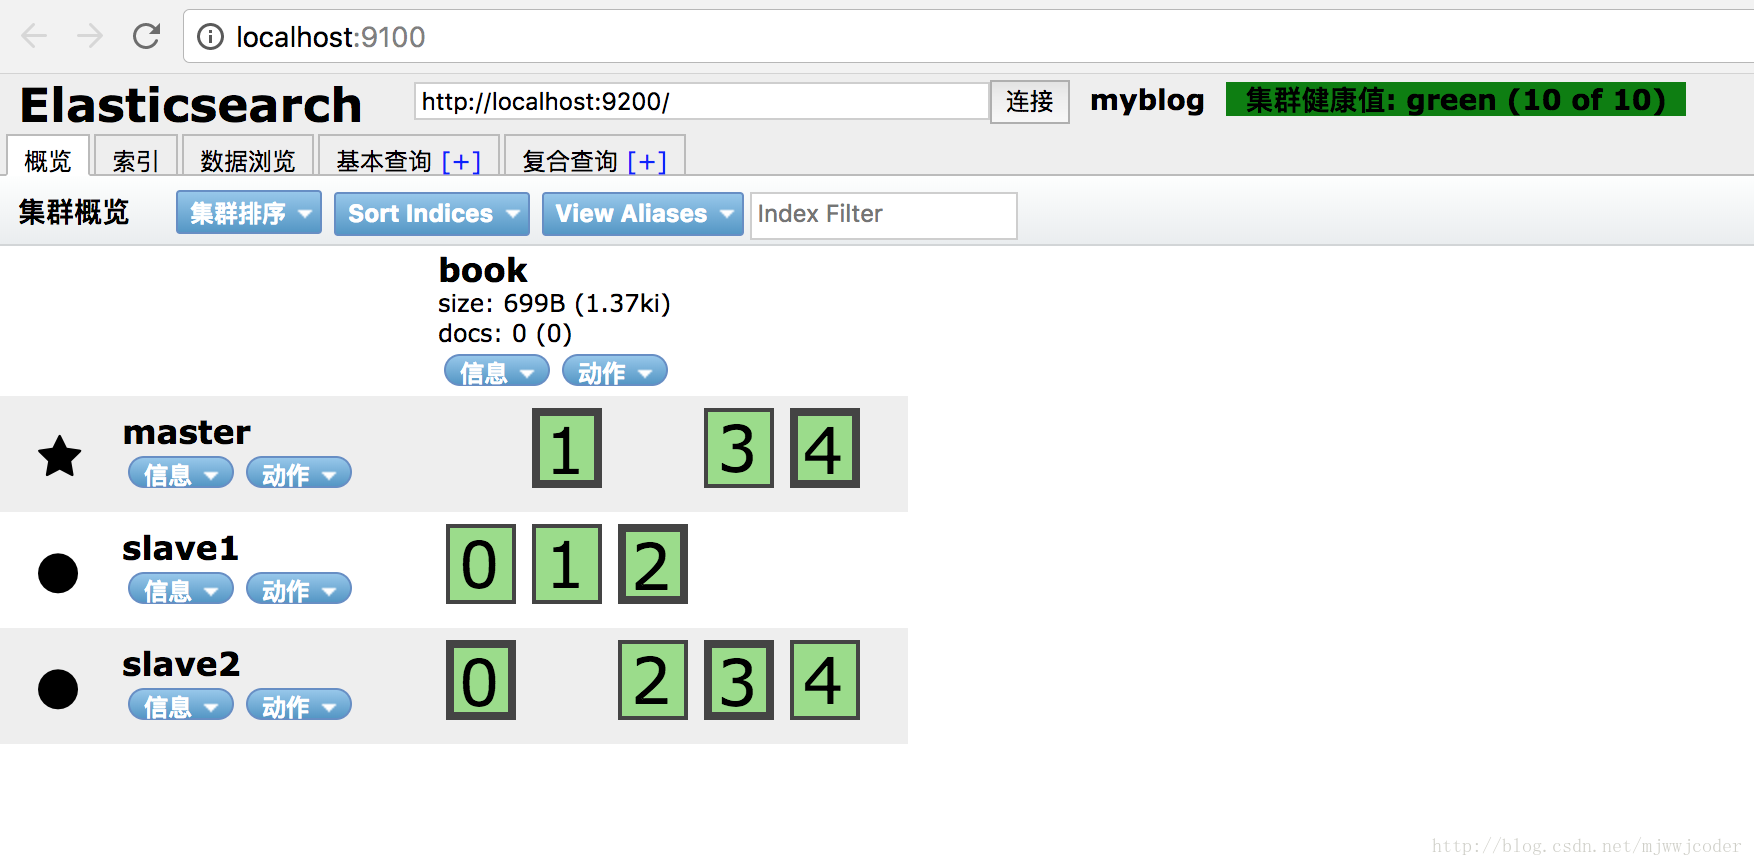 localhost:9100
Elasticsearch http://localhost:9200/ 连接 myblog 集群健康值: green (10 of 10)
概览 索引 数据浏览 基本查询 [+] 复合查询 [+]
集群概览 集群排序 Sort Indices View Aliases Index Filter
book
size: 699B (1.37ki)
docs: 0 (0)
信息 动作
master 1 3 4
信息 动作
slave1 0 1 2
信息 动作
slave2 0 2 3 4
信息 动作
http://blog.csdn.net/mjwwjcoder